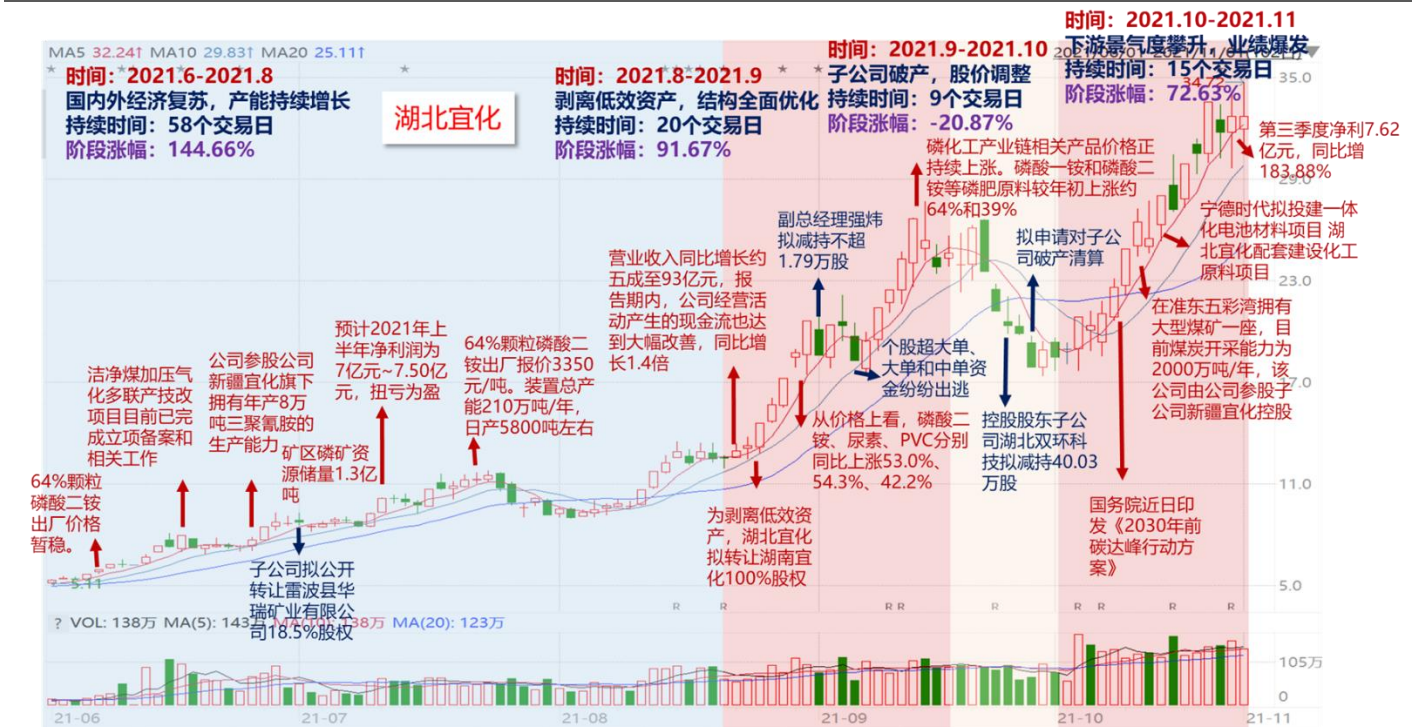 MA5 32.24↑ MA10 29.83↑ MA20 25.11↑
时间：2021.6-2021.8
国内外经济复苏，产能持续增长
持续时间：58个交易日
阶段涨幅：144.66%
湖北宜化
时间：2021.8-2021.9
剥离低效资产，结构全面优化
持续时间：20个交易日
阶段涨幅：91.67%
时间：2021.9-2021.10
子公司破产，股价调整
持续时间：9个交易日
阶段涨幅：-20.87%
时间：2021.10-2021.11
下游景气度攀升，业绩爆发
持续时间：15个交易日
阶段涨幅：72.63%
34.72
35.0
29.0
23.0
17.0
11.0
5.0
64%颗粒
磷酸二铵
出厂价格
暂稳。
5.11
洁净煤加压气
化多联产技改
项目目前已完
成立项备案和
相关工作
公司参股公司
新疆宜化旗下
拥有年产8万
吨三聚氰胺的
生产能力
子公司拟公开
转让雷波县华
瑞矿业有限公
司18.5%股权
矿区磷矿资
源储量1.3亿
吨
预计2021年上
半年净利润为
7亿元~7.50亿
元，扭亏为盈
64%颗粒磷酸二
铵出厂报价3350
元/吨。装置总产
能210万吨/年，
日产5800吨左右
营业收入同比增长约
五成至93亿元，报
告期内，公司经营活
动产生的现金流也达
到大幅改善，同比增
长1.4倍
为剥离低效资
产，湖北宜化
拟转让湖南宜
化100%股权
副总经理强炜
拟减持不超
1.79万股
从价格上看，磷酸二
铵、尿素、PVC分别
同比上涨53.0%、
54.3%、42.2%
个股超大单、
大单和中单资
金纷纷出逃
磷化工产业链相关产品价格正
持续上涨。磷酸一铵和磷酸二
铵等磷肥原料较年初上涨约
64%和39%
控股股东子公
司湖北双环科
技拟减持40.03
万股
拟申请对子公
司破产清算
国务院近日印
发《2030年前
碳达峰行动方
案》
在准东五彩湾拥有
大型煤矿一座，目
前煤炭开采能力为
2000万吨/年，该
公司由公司参股子
公司新疆宜化控股
宁德时代拟投建一体
化电池材料项目 湖
北宜化配套建设化工
原料项目
第三季度净利7.62
亿元，同比增
183.88%
R R R R R R R R R
? VOL: 138万 MA(5): 143万 MA(10): 138万 MA(20): 123万
105万
0
21-06 21-07 21-08 21-09 21-10 21-11